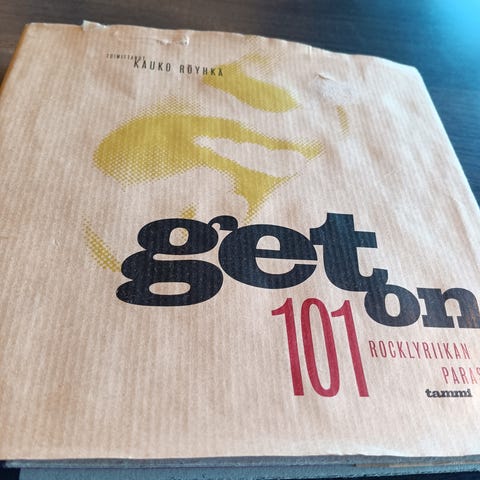 TOIMITTANUT
KAUKO RÖYHKÄ
get
on
101
ROCKLYRIIKAN
PARAS
tammi